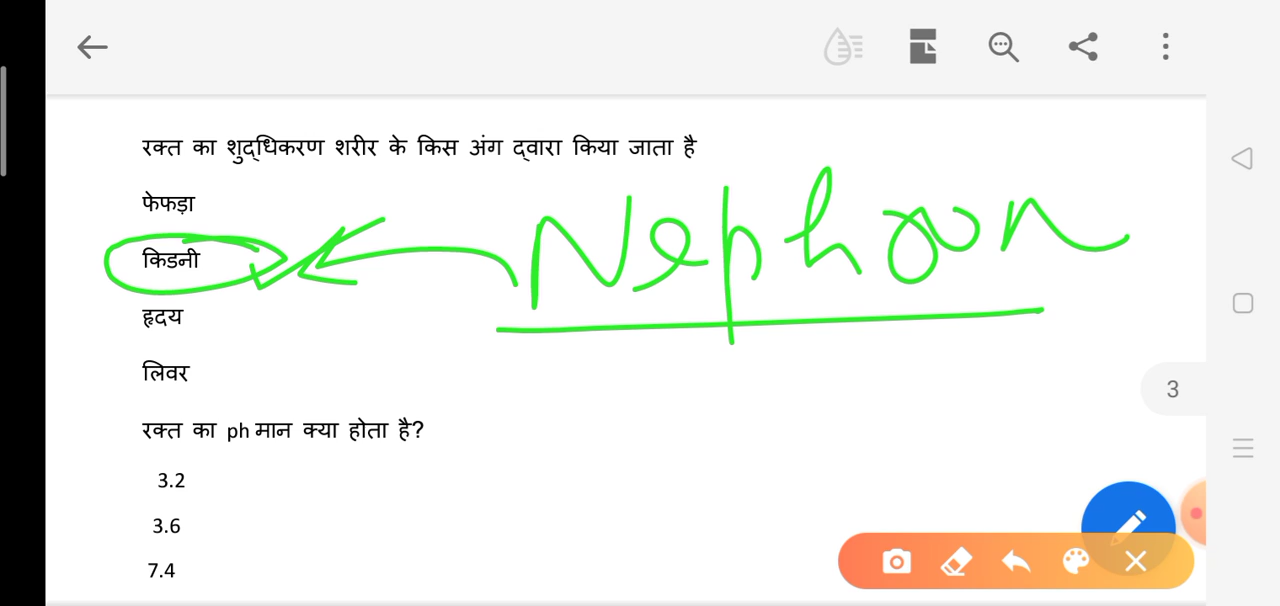 रक्त का शुद्धिकरण शरीर के किस अंग द्वारा किया जाता है
फेफड़ा
किडनी
Nephron
हृदय
लिवर
3
रक्त का ph मान क्या होता है?
3.2
3.6
7.4